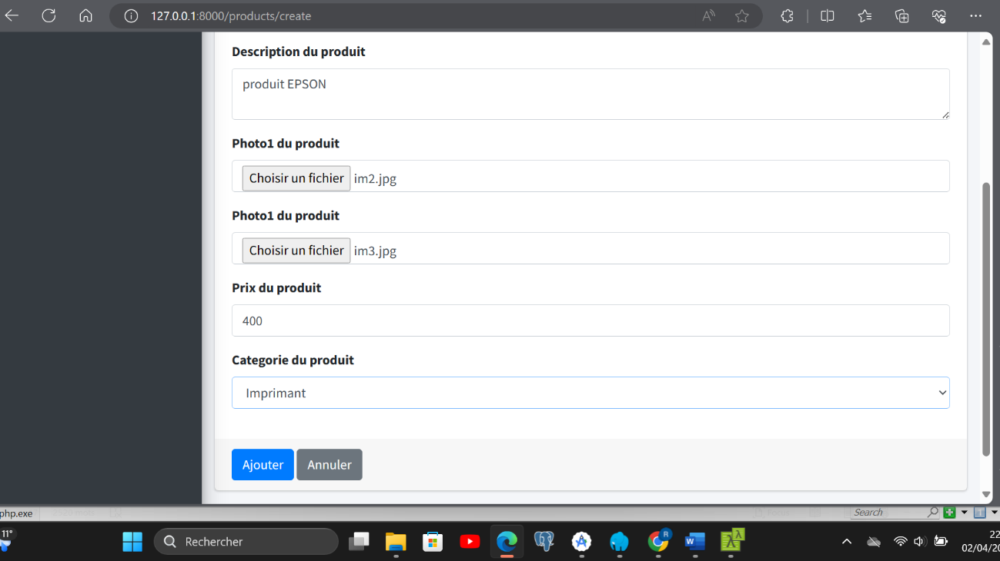 127.0.0.1:8000/products/create
Description du produit
produit EPSON
Photo1 du produit
Choisir un fichier im2.jpg
Photo1 du produit
Choisir un fichier im3.jpg
Prix du produit
400
Categorie du produit
Imprimant
Ajouter Annuler
php.exe
Search
11°
Rechercher
22
02/04/20